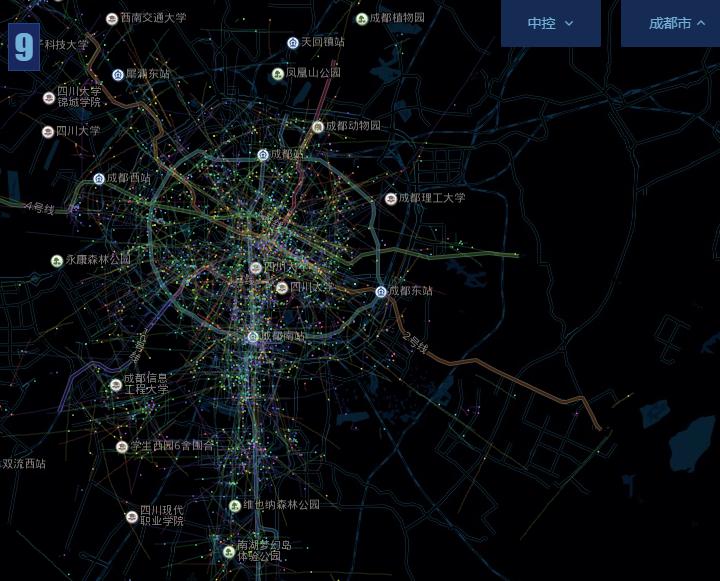 9
中控
成都市
西南交通大学
成都植物园
天回镇站
科技大学
犀浦东站
凤凰山公园
四川大学
锦城学院
四川大学
成都动物园
成都站
成都西站
成都理工大学
4号线
永康森林公园
四川大学
四川大学
成都东站
成都南站
2号线
成都信息
工程大学
学生西园6舍围合
双流西站
维也纳森林公园
四川现代
职业学院
南湖梦幻岛
体验公园